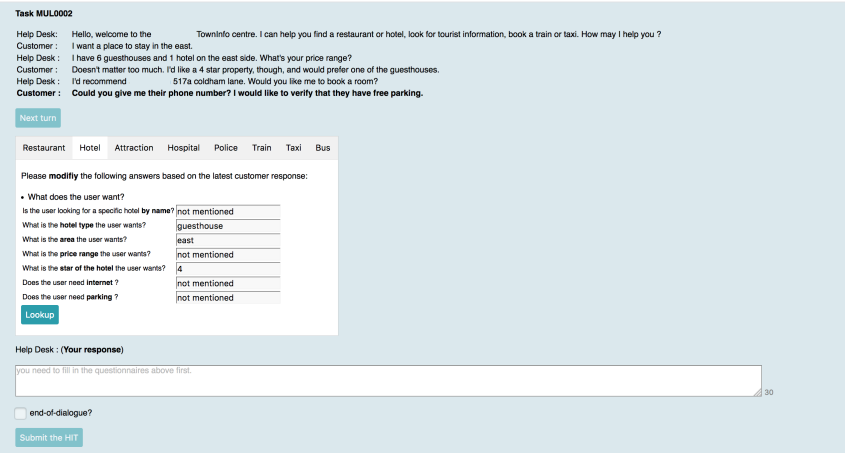 Task MUL0002
Help Desk: Hello, welcome to the TownInfo centre. I can help you find a restaurant or hotel, look for tourist information, book a train or taxi. How may I help you ?
Customer : I want a place to stay in the east.
Help Desk : I have 6 guesthouses and 1 hotel on the east side. What's your price range?
Customer : Doesn't matter too much. I'd like a 4 star property, though, and would prefer one of the guesthouses.
Help Desk : I'd recommend 517a coldham lane. Would you like me to book a room?
Customer : Could you give me their phone number? I would like to verify that they have free parking.
Next turn
Restaurant Hotel Attraction Hospital Police Train Taxi Bus
Please modifiy the following answers based on the latest customer response:
• What does the user want?
Is the user looking for a specific hotel by name? not mentioned
What is the hotel type the user wants? guesthouse
What is the area the user wants? east
What is the price range the user wants? not mentioned
What is the star of the hotel the user wants? 4
Does the user need internet ? not mentioned
Does the user need parking ? not mentioned
Lookup
Help Desk : (Your response)
you need to fill in the questionnaires above first.
30
end-of-dialogue?
Submit the HIT